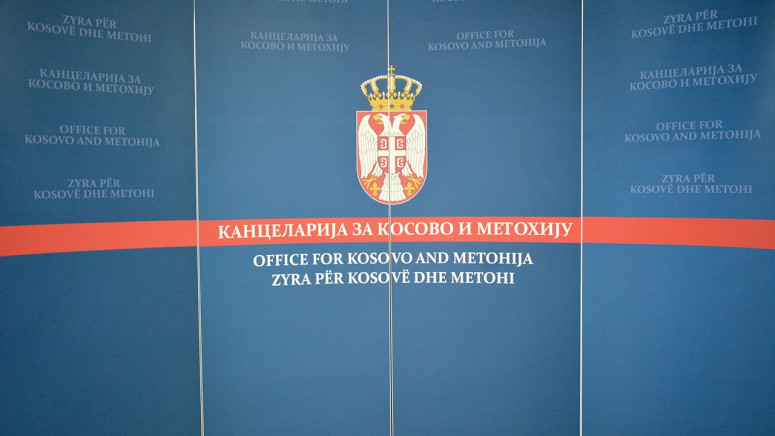 ZYRA PËR
KOSOVË DHE METOHI
КАНЦЕЛАРИЈА ЗА
КОСОВО И МЕТОХИЈУ
OFFICE FOR
KOSOVO AND METOHIJA
ZYRA PËR
KOSOVË DHE METOHI
КАНЦЕЛАРИЈА ЗА
КОСОВО И МЕТОХИЈУ
OFFICE FOR
KOSOVO AND METOHIJA
ZYRA PËR
KOSOVË DHE METOHI
КАНЦЕЛАРИЈА ЗА
КОСОВО И МЕТОХИЈУ
OFFICE FOR
KOSOVO AND METOHIJA
ZYRA PËR
KOSOVË DHE METOHI
КАНЦЕЛАРИЈА ЗА КОСОВО И МЕТОХИЈУ
OFFICE FOR KOSOVO AND METOHIJA
ZYRA PËR KOSOVË DHE METOHI